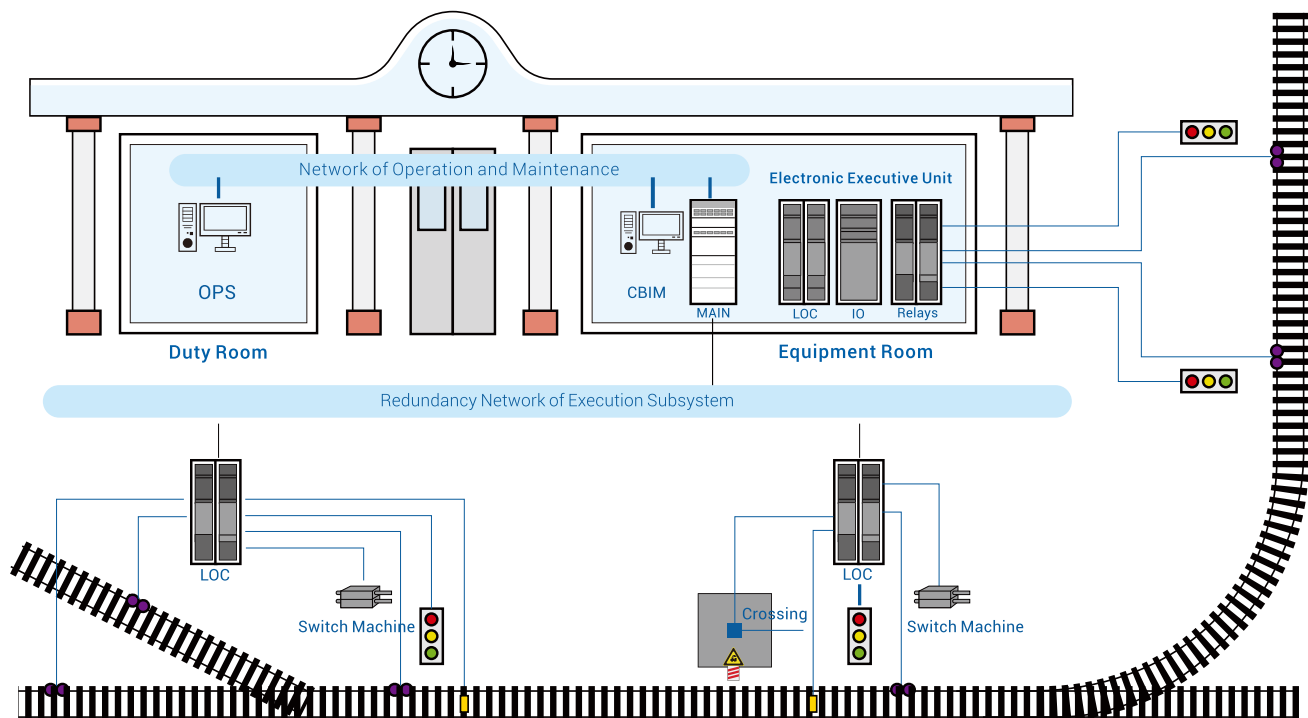 Network of Operation and Maintenance
Electronic Executive Unit
OPS
CBIM
MAIN
LOC
IO
Relays
Duty Room
Equipment Room
Redundancy Network of Execution Subsystem
LOC
LOC
Switch Machine
Crossing
Switch Machine